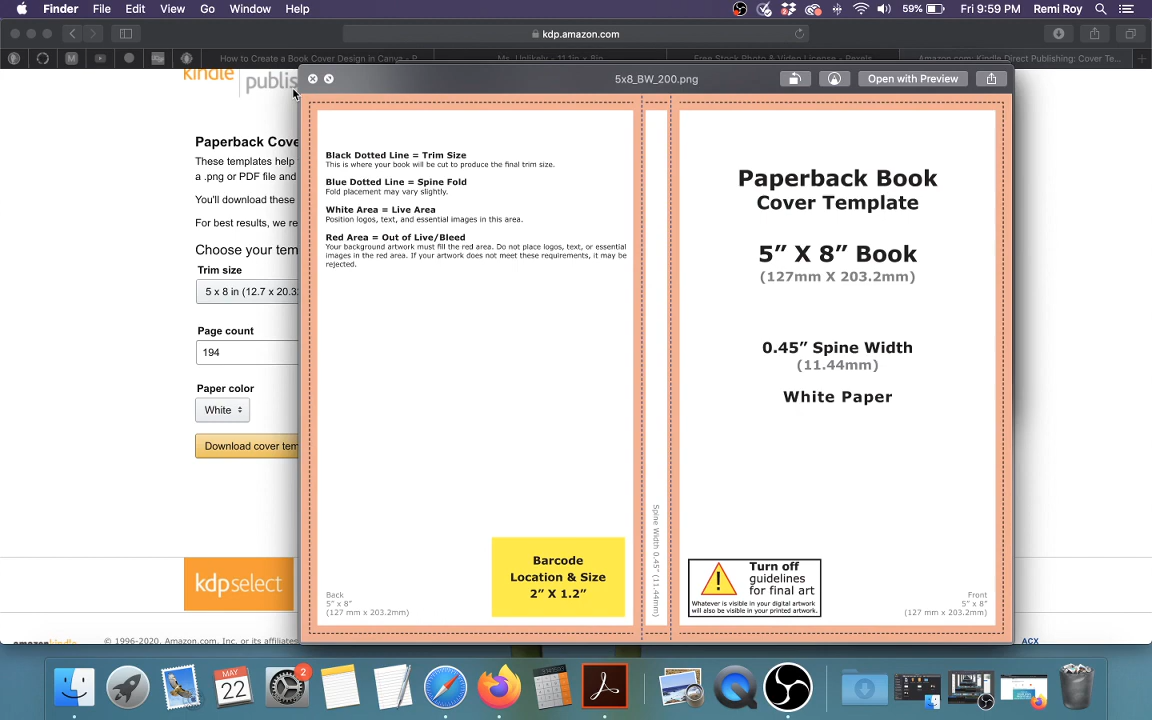 Finder File Edit View Go Window Help 59% Fri 9:59 PM Remi Roy
kdp.amazon.com
How to Create a Book Cover Design in Canva - P
Ms. Unlikely - 11.1in × 8in
Free Stock Photo & Video License - Pexels
Amazon.com: Kindle Direct Publishing: Cover Te...
5x8_BW_200.png
Open with Preview
kindle
publis
Paperback Cove
These templates help
a .png or PDF file and
You'll download these
For best results, we re
Choose your tem
Trim size
5 x 8 in (12.7 x 20.3
Page count
194
Paper color
White
Download cover tem
Black Dotted Line = Trim Size
This is where your book will be cut to produce the final trim size.
Blue Dotted Line = Spine Fold
Fold placement may vary slightly.
White Area = Live Area
Position logos, text, and essential images in this area.
Red Area = Out of Live/Bleed
Your background artwork must fill the red area. Do not place logos, text, or essential
images in the red area. If your artwork does not meet these requirements, it may be
rejected.
Barcode
Location & Size
2” X 1.2”
Back
5” x 8”
(127 mm x 203.2mm)
Spine Width 0.45” (11.44mm)
Paperback Book
Cover Template
5” X 8” Book
(127mm X 203.2mm)
0.45” Spine Width
(11.44mm)
White Paper
Turn off
guidelines
for final art
Whatever is visible in your digital artwork
will also be visible in your printed artwork.
Front
5” x 8”
(127 mm x 203.2mm)
kdpselect
amazon
© 1996-2020, Amazon.com, Inc. or its affiliates
ACX
MAY
22
2